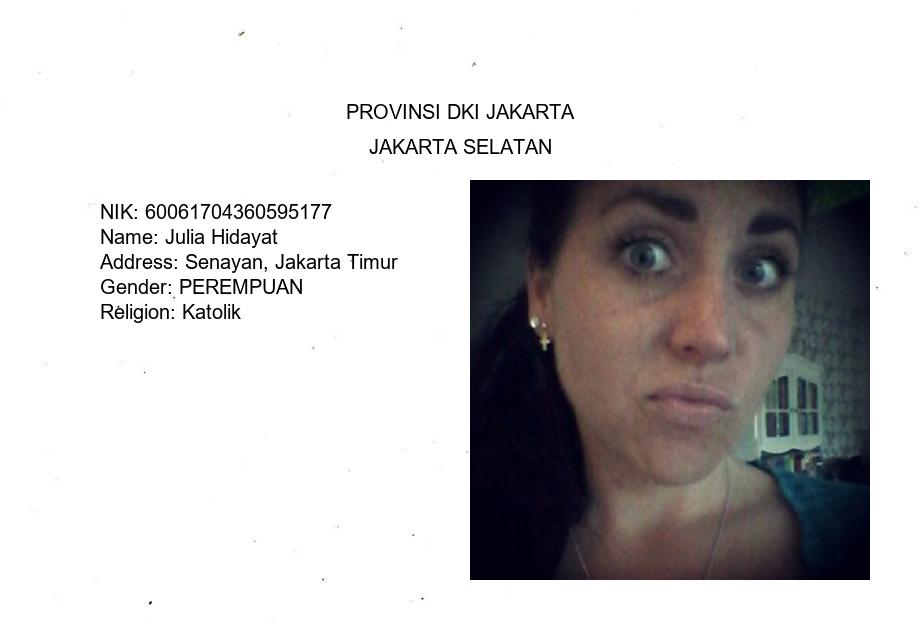 PROVINSI DKI JAKARTA
JAKARTA SELATAN
NIK: 60061704360595177
Name: Julia Hidayat
Address: Senayan, Jakarta Timur
Gender: PEREMPUAN
Religion: Katolik